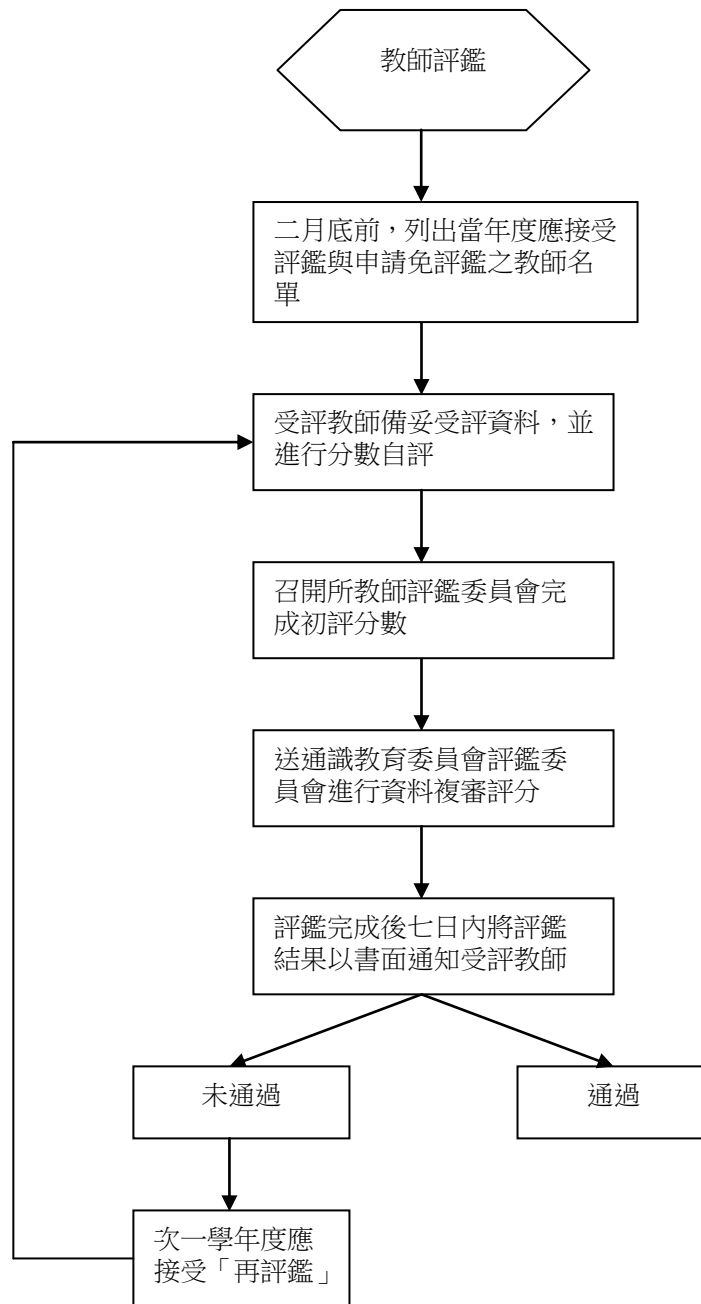 教師評鑑
二月底前，列出當年度應接受
評鑑與申請免評鑑之教師名
單
受評教師備妥受評資料，並
進行分數自評
召開所教師評鑑委員會完
成初評分數
送通識教育委員會評鑑委
員會進行資料複審評分
評鑑完成後七日內將評鑑
結果以書面通知受評教師
未通過
通過
次一學年度應
接受「再評鑑」